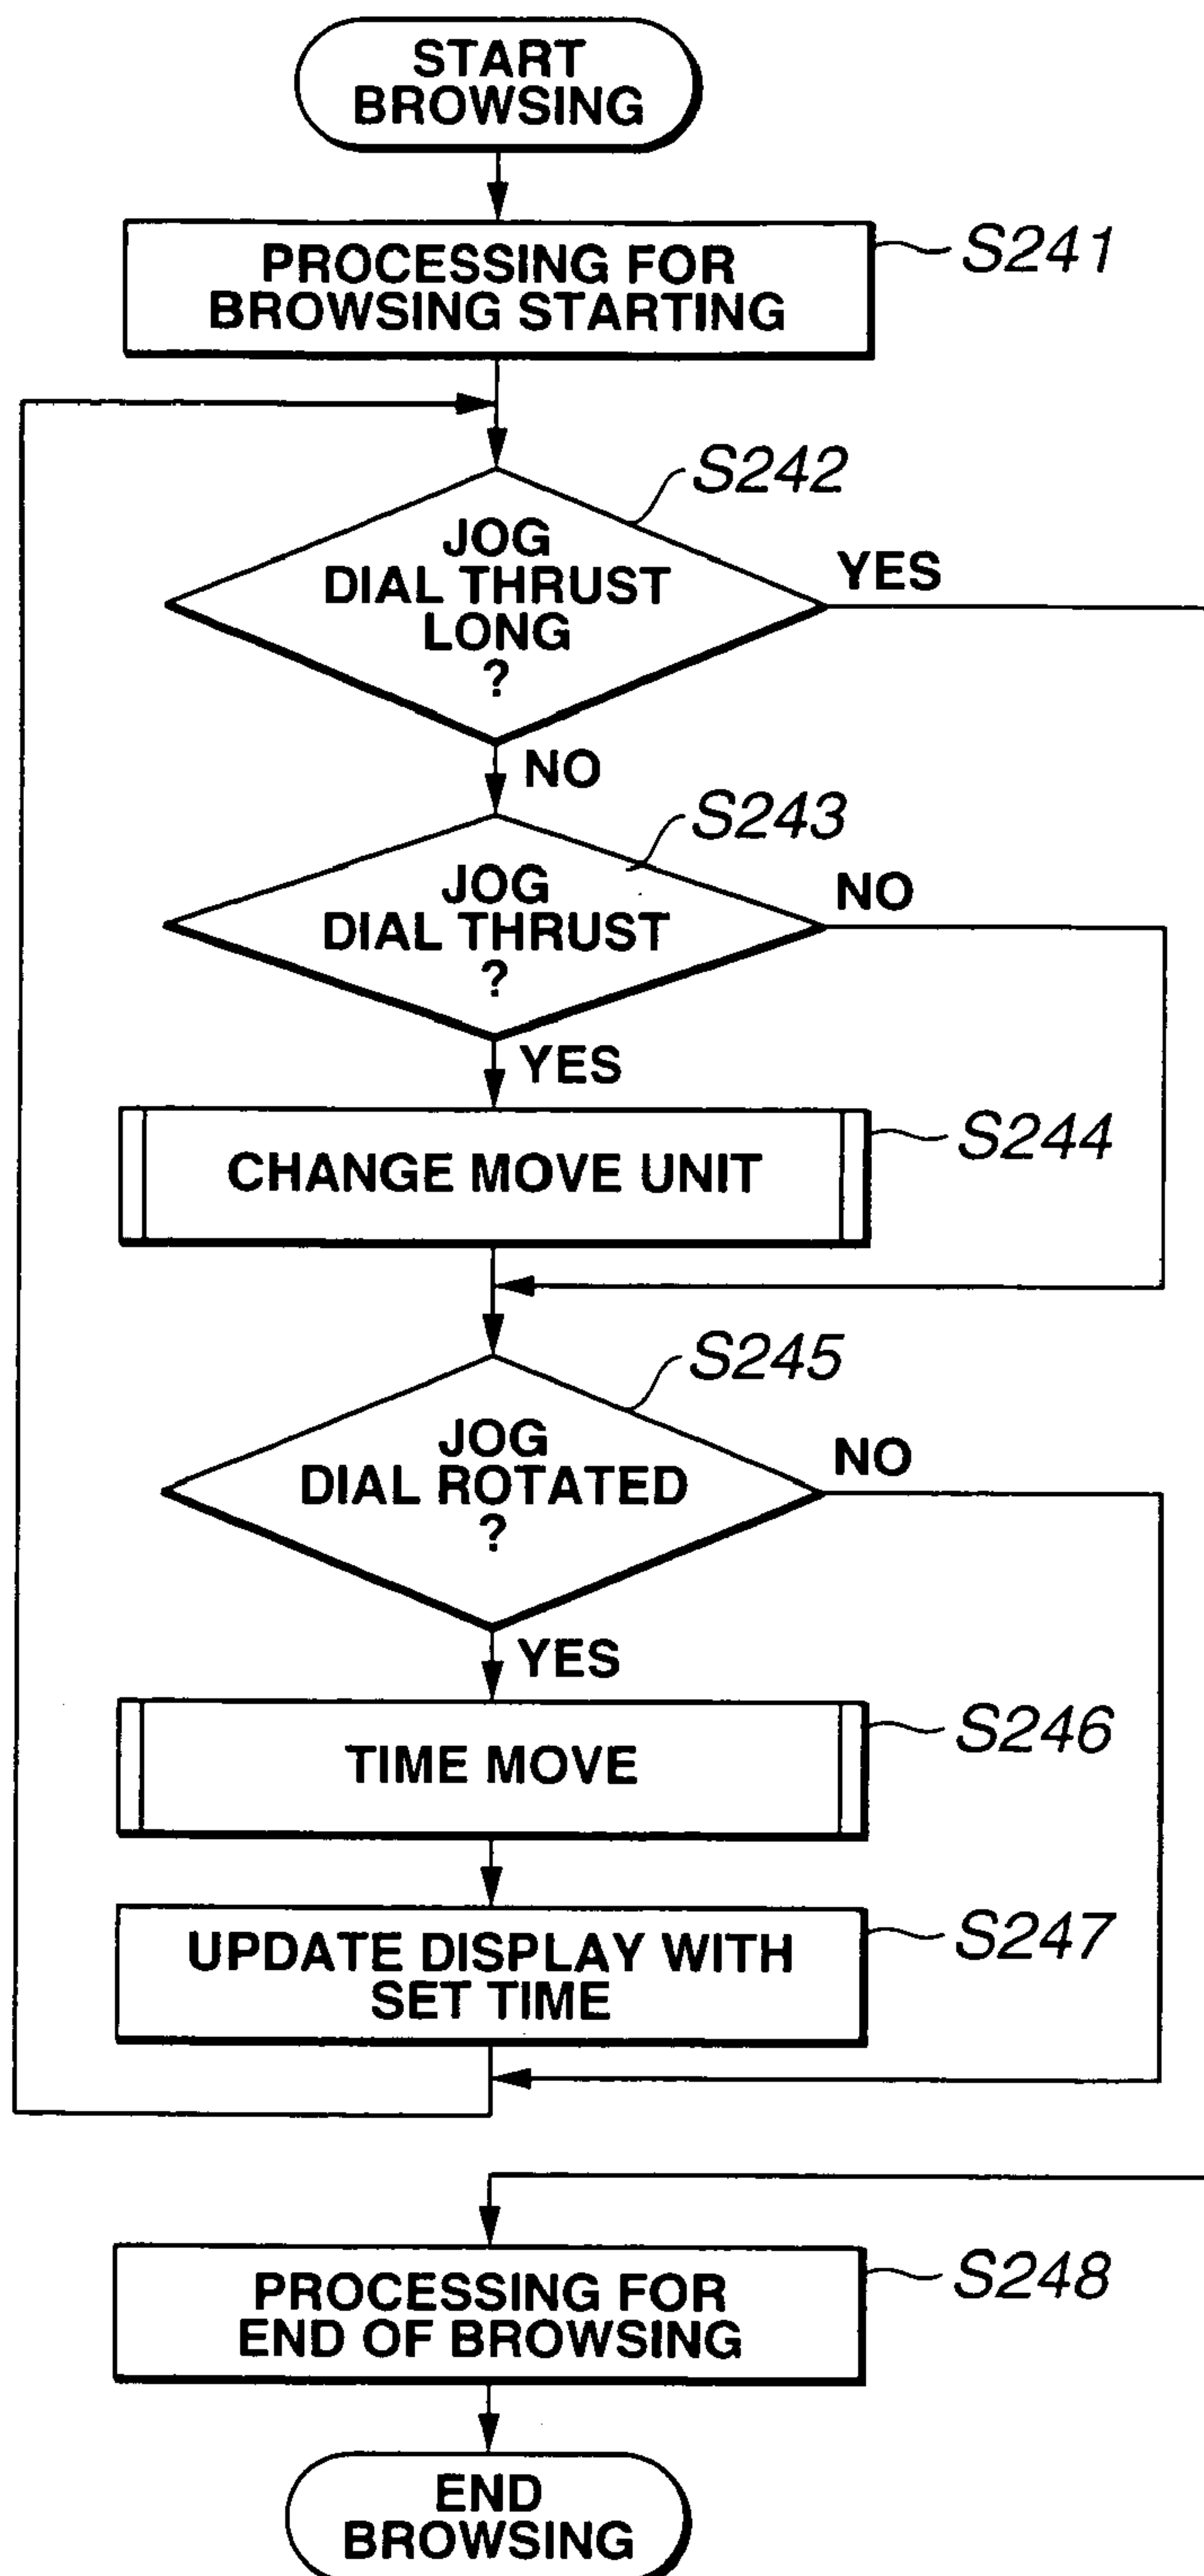 START
BROWSING
PROCESSING FOR
BROWSING STARTING
S241
S242
JOG
DIAL THRUST
LONG
?
YES
NO
S243
JOG
DIAL THRUST
?
NO
YES
CHANGE MOVE UNIT
S244
S245
JOG
DIAL ROTATED
?
NO
YES
TIME MOVE
S246
UPDATE DISPLAY WITH
SET TIME
S247
PROCESSING FOR
END OF BROWSING
S248
END
BROWSING